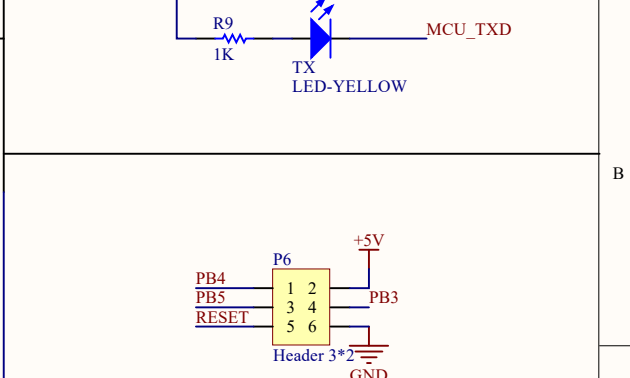 R9
1K
MCU_TXD
TX
LED-YELLOW
B
+5V
P6
PB4
1 2
PB5
3 4
PB3
RESET
5 6
Header 3*2
GND